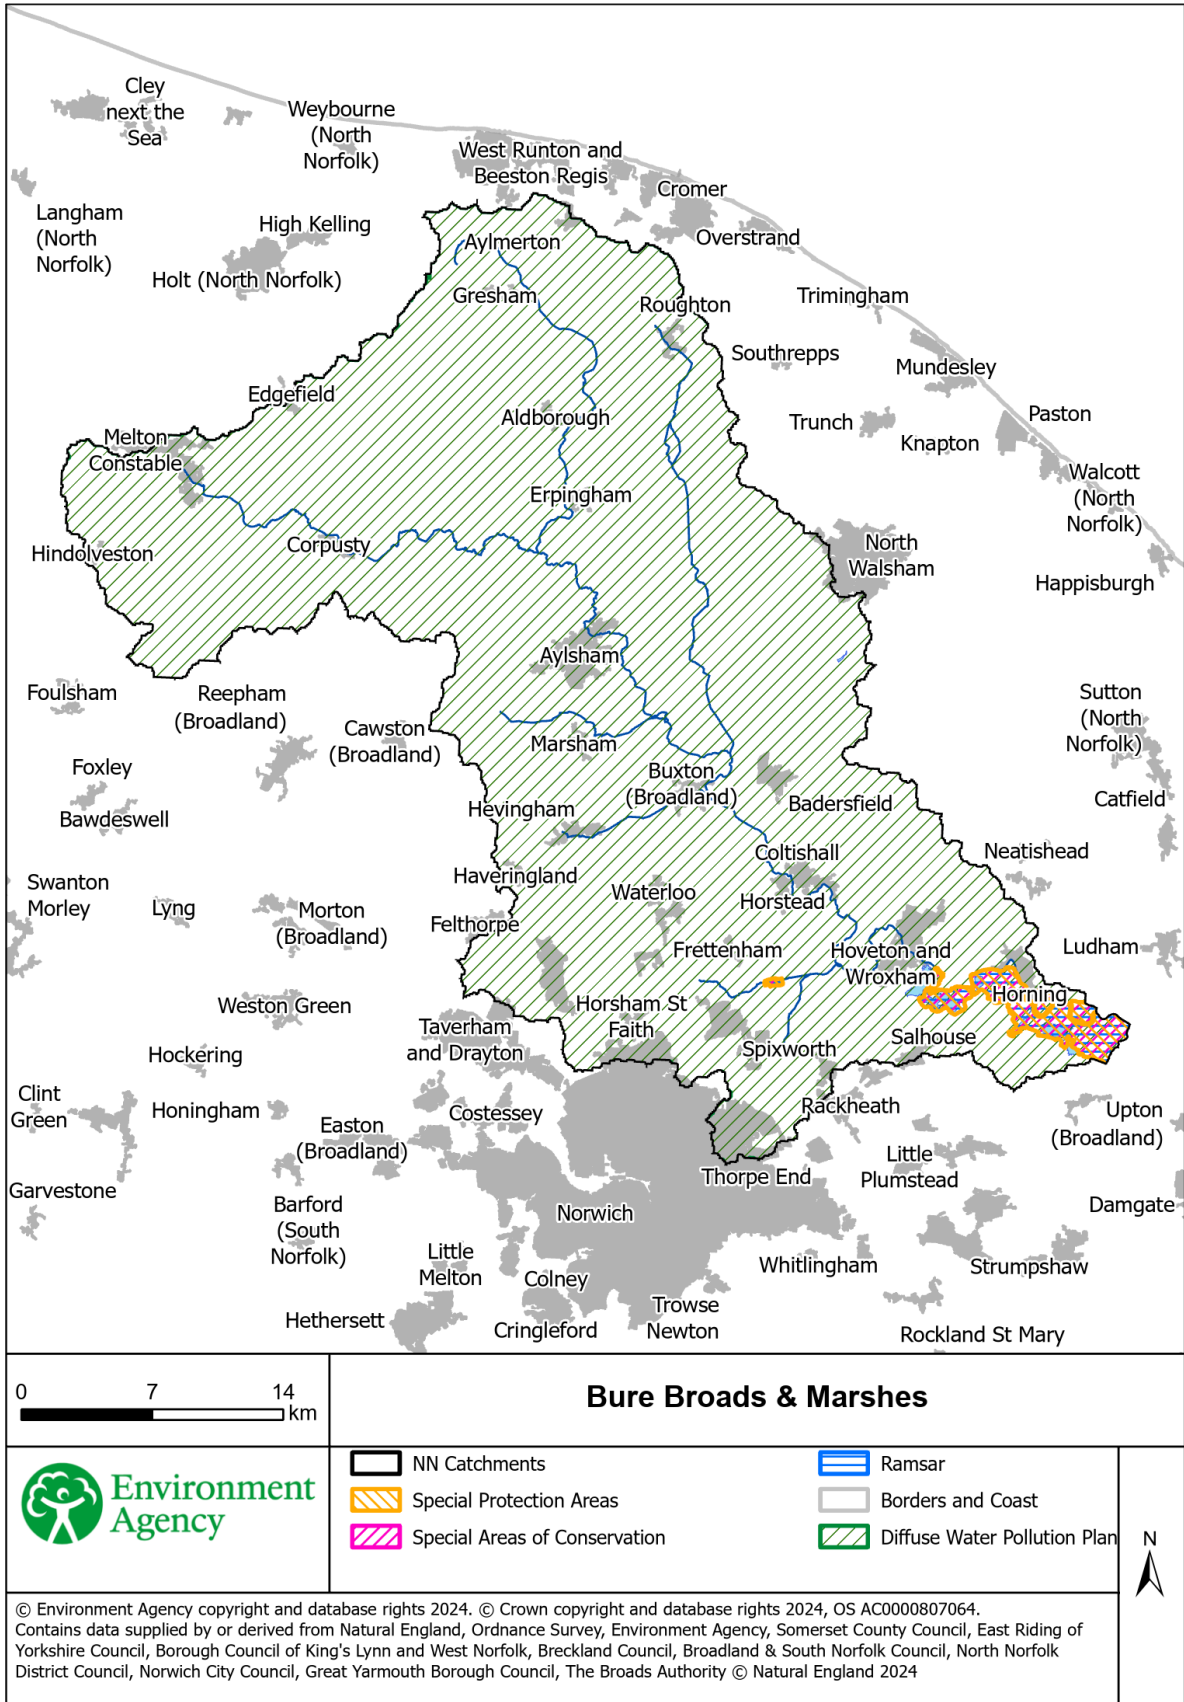 Cley
next the
Sea
Weybourne
(North
Norfolk)
West Runton and
Beeston Regis
Cromer
Langham
(North
Norfolk)
High Kelling
Overstrand
Aylmerton
Holt (North Norfolk)
Gresham
Roughton
Trimingham
Southrepps
Mundesley
Edgefield
Aldborough
Trunch
Paston
Knapton
Melton
Constable
Walcott
(North
Norfolk)
Erpingham
Hindolveston
Corpusty
North
Walsham
Happisburgh
Aylsham
Foulsham
Reepham
(Broadland)
Sutton
(North
Norfolk)
Cawston
(Broadland)
Marsham
Foxley
Buxton
(Broadland)
Bawdeswell
Hevingham
Badersfield
Catfield
Coltishall
Neatishead
Haveringland
Swanton
Morley
Lyng
Morton
(Broadland)
Waterloo
Horstead
Felthorpe
Frettenham
Hoveton and
Wroxham
Ludham
Weston Green
Horsham St
Faith
Horning
Taverham
and Drayton
Hockering
Spixworth
Salhouse
Clint
Green
Honingham
Costessey
Rackheath
Upton
(Broadland)
Easton
(Broadland)
Little
Plumstead
Garvestone
Thorpe End
Barford
(South
Norfolk)
Norwich
Damgate
Little
Melton
Colney
Whitlingham
Strumpshaw
Hethersett
Cringleford
Trowse
Newton
Rockland St Mary
0 7 14
km
Bure Broads & Marshes
Environment
Agency
NN Catchments
Special Protection Areas
Special Areas of Conservation
Ramsar
Borders and Coast
Diffuse Water Pollution Plan
N
© Environment Agency copyright and database rights 2024. © Crown copyright and database rights 2024, OS AC0000807064.
Contains data supplied by or derived from Natural England, Ordnance Survey, Environment Agency, Somerset County Council, East Riding of
Yorkshire Council, Borough Council of King's Lynn and West Norfolk, Breckland Council, Broadland & South Norfolk Council, North Norfolk
District Council, Norwich City Council, Great Yarmouth Borough Council, The Broads Authority © Natural England 2024